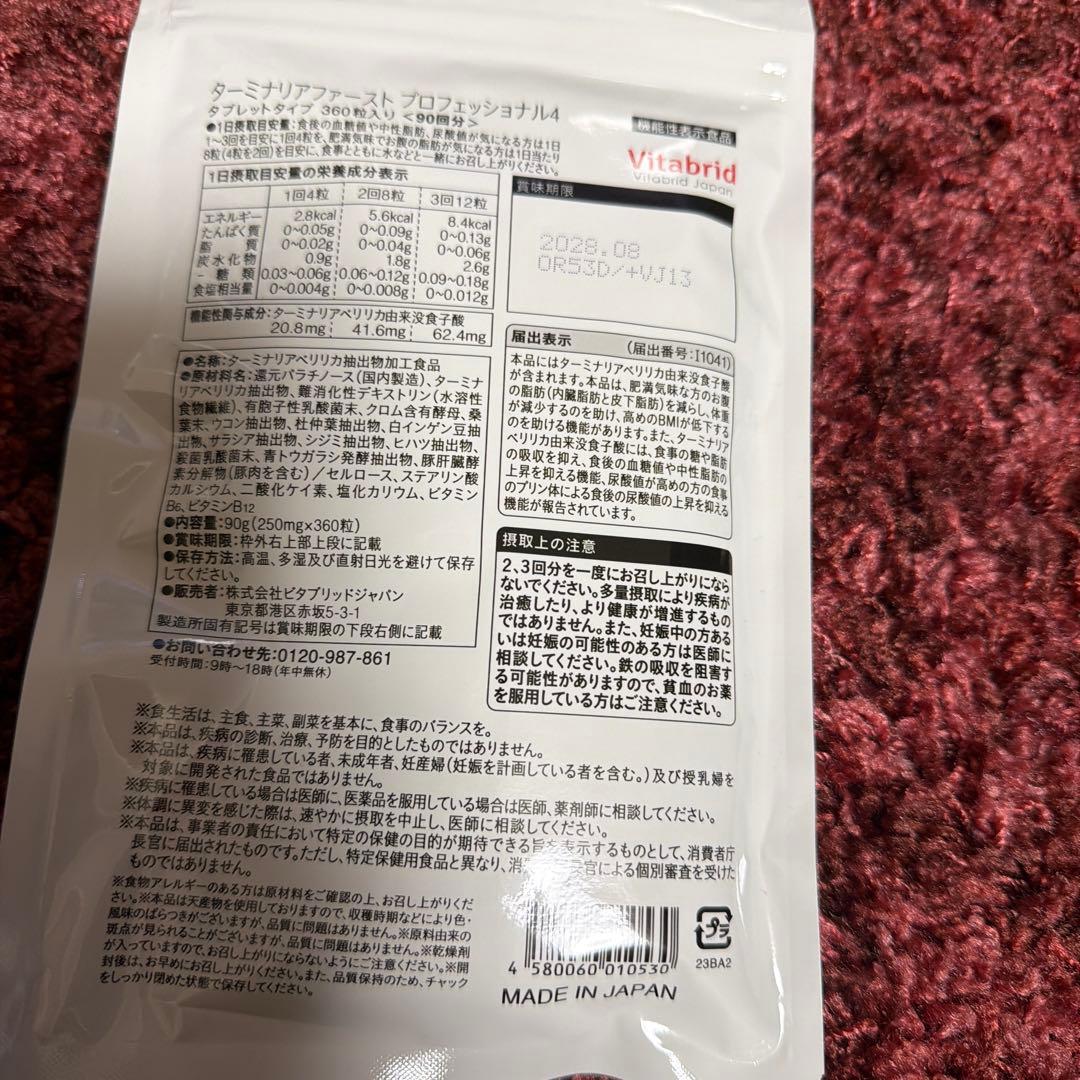 ターミナリアファースト プロフェッショナル4
タブレットタイプ 360粒入り <90回分>
●1日摂取目安量:食後の血糖値や中性脂肪、尿酸値が気になる方は1日
1~3回を目安に1回4粒を、肥満気味でお腹の脂肪が気になる方は1日当たり
8粒(4粒を2回)を目安に、食事とともに水などと一緒にお召し上がりください。
1日摂取目安量の栄養成分表示
1回4粒 2回8粒 3回12粒
エネルギー 2.8kcal 5.6kcal 8.4kcal
たんぱく質 0~0.05g 0~0.09g 0~0.13g
脂質 0~0.02g 0~0.04g 0~0.06g
炭水化物 0.9g 1.8g 2.6g
- 糖類 0.03~0.06g 0.06~0.12g 0.09~0.18g
食塩相当量 0~0.004g 0~0.008g 0~0.012g
機能性関与成分:ターミナリアベリリカ由来没食子酸
20.8mg 41.6mg 62.4mg
●名称:ターミナリアベリリカ抽出物加工食品
●原材料名:還元パラチノース(国内製造)、ターミナ
リアベリリカ抽出物、難消化性デキストリン(水溶性
食物繊維)、有胞子性乳酸菌末、クロム含有酵母、桑
葉末、ウコン抽出物、杜仲葉抽出物、白インゲン豆抽
出物、サラシア抽出物、シジミ抽出物、ヒハツ抽出物、
殺菌乳酸菌末、青トウガラシ発酵抽出物、豚肝臓酵
素分解物(豚肉を含む)/セルロース、ステアリン酸
カルシウム、二酸化ケイ素、塩化カリウム、ビタミン
B6、ビタミンB12
●内容量:90g(250mg×360粒)
●賞味期限:枠外右上部上段に記載
●保存方法:高温、多湿及び直射日光を避けて保存
してください。
●販売者:株式会社ビタブリッドジャパン
東京都港区赤坂5-3-1
製造所固有記号は賞味期限の下段右側に記載
●お問い合わせ先:0120-987-861
受付時間:9時~18時(年中無休)
機能性表示食品
Vitabrid
Vitabrid Japan
賞味期限
2028.08
OR53D/+VJ13
届出表示 (届出番号:I1041)
本品にはターミナリアベリリカ由来没食子酸
が含まれます。本品は、肥満気味な方のお腹
の脂肪(内臓脂肪と皮下脂肪)を減らし、体重
が減少するのを助け、高めのBMIが低下する
のを助ける機能があります。また、ターミナリア
ベリリカ由来没食子酸には、食事の糖や脂肪
の吸収を抑え、食後の血糖値や中性脂肪の
上昇を抑える機能、尿酸値が高めの方の食事
のプリン体による食後の尿酸値の上昇を抑える
機能が報告されています。
摂取上の注意
2、3回分を一度にお召し上がりになら
ないでください。多量摂取により疾病が
治癒したり、より健康が増進するもの
ではありません。また、妊娠中の方ある
いは妊娠の可能性のある方は医師に
相談してください。鉄の吸収を阻害す
る可能性がありますので、貧血のお薬
を服用している方はご注意ください。
※食生活は、主食、主菜、副菜を基本に、食事のバランスを。
※本品は、疾病の診断、治療、予防を目的としたものではありません。
※本品は、疾病に罹患している者、未成年者、妊産婦(妊娠を計画している者を含む。)及び授乳婦を
対象に開発された食品ではありません。
※疾病に罹患している場合は医師に、医薬品を服用している場合は医師、薬剤師に相談してください。
※体調に異変を感じた際は、速やかに摂取を中止し、医師に相談してください。
※本品は、事業者の責任において特定の保健の目的が期待できる旨を表示するものとして、消費者庁
長官に届出されたものです。ただし、特定保健用食品と異なり、消 官による個別審査を受けた
ものではありません。
※食物アレルギーのある方は原材料をご確認の上、お召し上がりくだ
さい。※本品は天産物を使用しておりますので、収穫時期などにより色・
風味のばらつきがございますが、品質に問題はありません。※原料由来の
斑点が見られることがございますが、品質に問題はありません。※乾燥剤
が入っていますので、お召し上がりにならないようにご注意ください。※開
封後は、お早めにお召し上がりください。また、品質保持のため、チャック
をしっかり閉めた状態で保存してください。
4 580060 010530
MADE IN JAPAN
プラ
23BA2